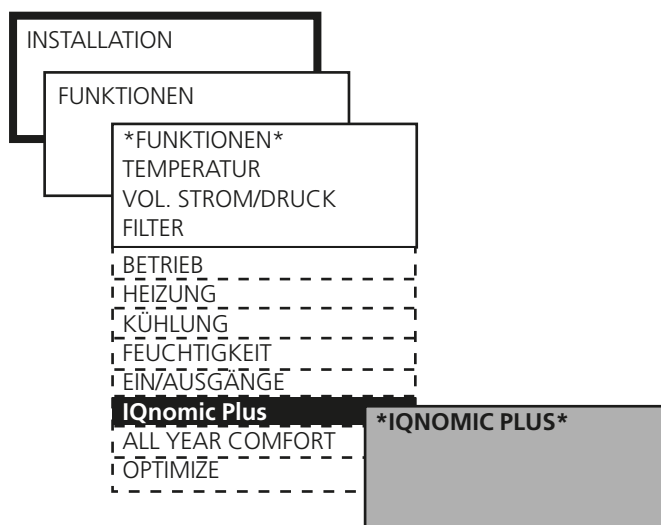 INSTALLATION
FUNKTIONEN
*FUNKTIONEN*
TEMPERATUR
VOL. STROM/DRUCK
FILTER
BETRIEB
HEIZUNG
KÜHLUNG
FEUCHTIGKEIT
EIN/AUSGÄNGE
IQnomic Plus
*IQNOMIC PLUS*
ALL YEAR COMFORT
OPTIMIZE